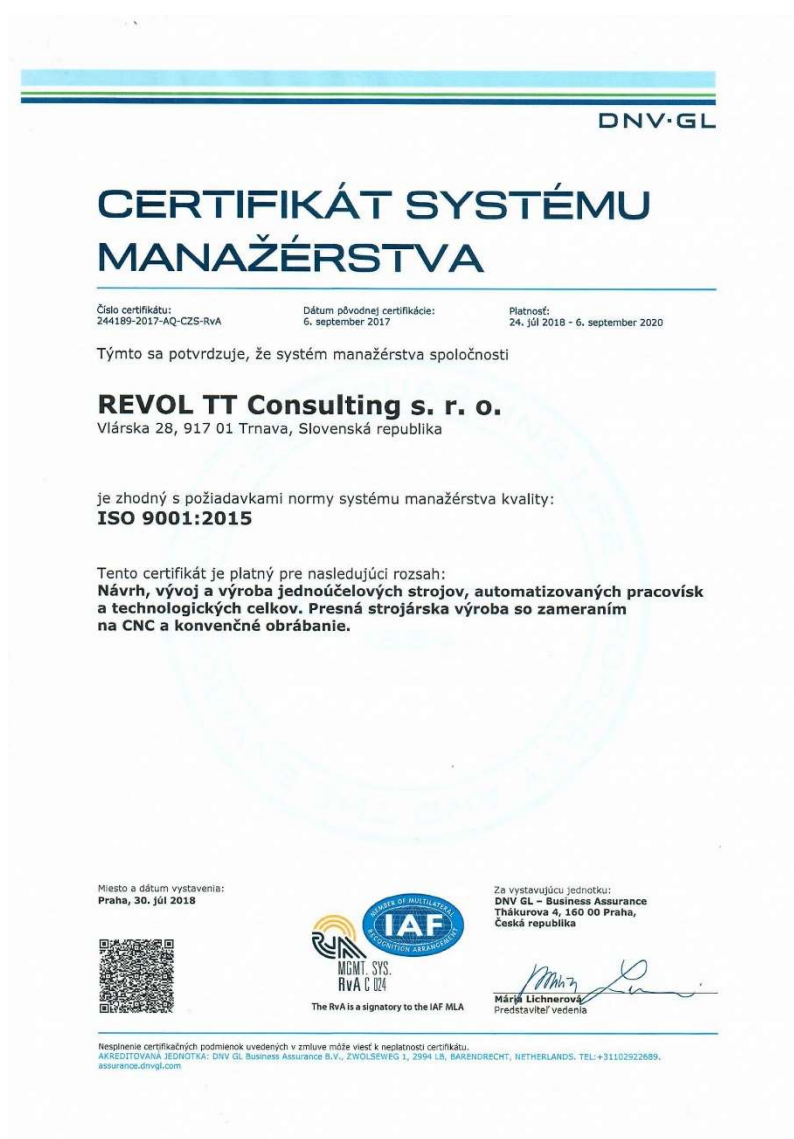 DNV·GL
CERTIFIKÁT SYSTÉMU
MANAŽÉRSTVA
Číslo certifikátu:
244189-2017-AQ-CZS-RvA
Dátum pôvodnej certifikácie:
6. september 2017
Platnosť:
24. júl 2018 - 6. september 2020
Týmto sa potvrdzuje, že systém manažérstva spoločnosti
REVOL TT Consulting s. r. o.
Vlárska 28, 917 01 Trnava, Slovenská republika
je zhodný s požiadavkami normy systému manažérstva kvality:
ISO 9001:2015
Tento certifikát je platný pre nasledujúci rozsah:
Návrh, vývoj a výroba jednoúčelových strojov, automatizovaných pracovísk
a technologických celkov. Presná strojárska výroba so zameraním
na CNC a konvenčné obrábanie.
Miesto a dátum vystavenia:
Praha, 30. júl 2018
MEMBER OF MULTILATERAL
IAF
RECOGNITION ARRANGEMENT
RvA
MGMT. SYS.
RvA C 024
The RvA is a signatory to the IAF MLA
Za vystavujúcu jednotku:
DNV GL – Business Assurance
Thákurova 4, 160 00 Praha,
Česká republika
Mária Lichnerová
Predstaviteľ vedenia
Nesplnenie certifikačných podmienok uvedených v zmluve môže viesť k neplatnosti certifikátu.
AKREDITOVANÁ JEDNOTKA: DNV GL Business Assurance B.V., ZWOLSEWEG 1, 2994 LB, BARENDRECHT, NETHERLANDS. TEL:+31102922689.
assurance.dnvgl.com